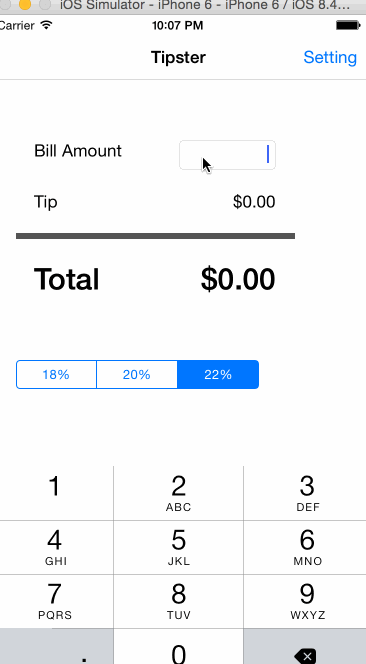 iOS Simulator - iPhone 6 - iPhone 6 / iOS 8.4...
Carrier 10:07 PM
Tipster Setting
Bill Amount
Tip $0.00
Total $0.00
18% 20% 22%
1 2 3
ABC DEF
4 5 6
GHI JKL MNO
7 8 9
PQRS TUV WXYZ
. 0